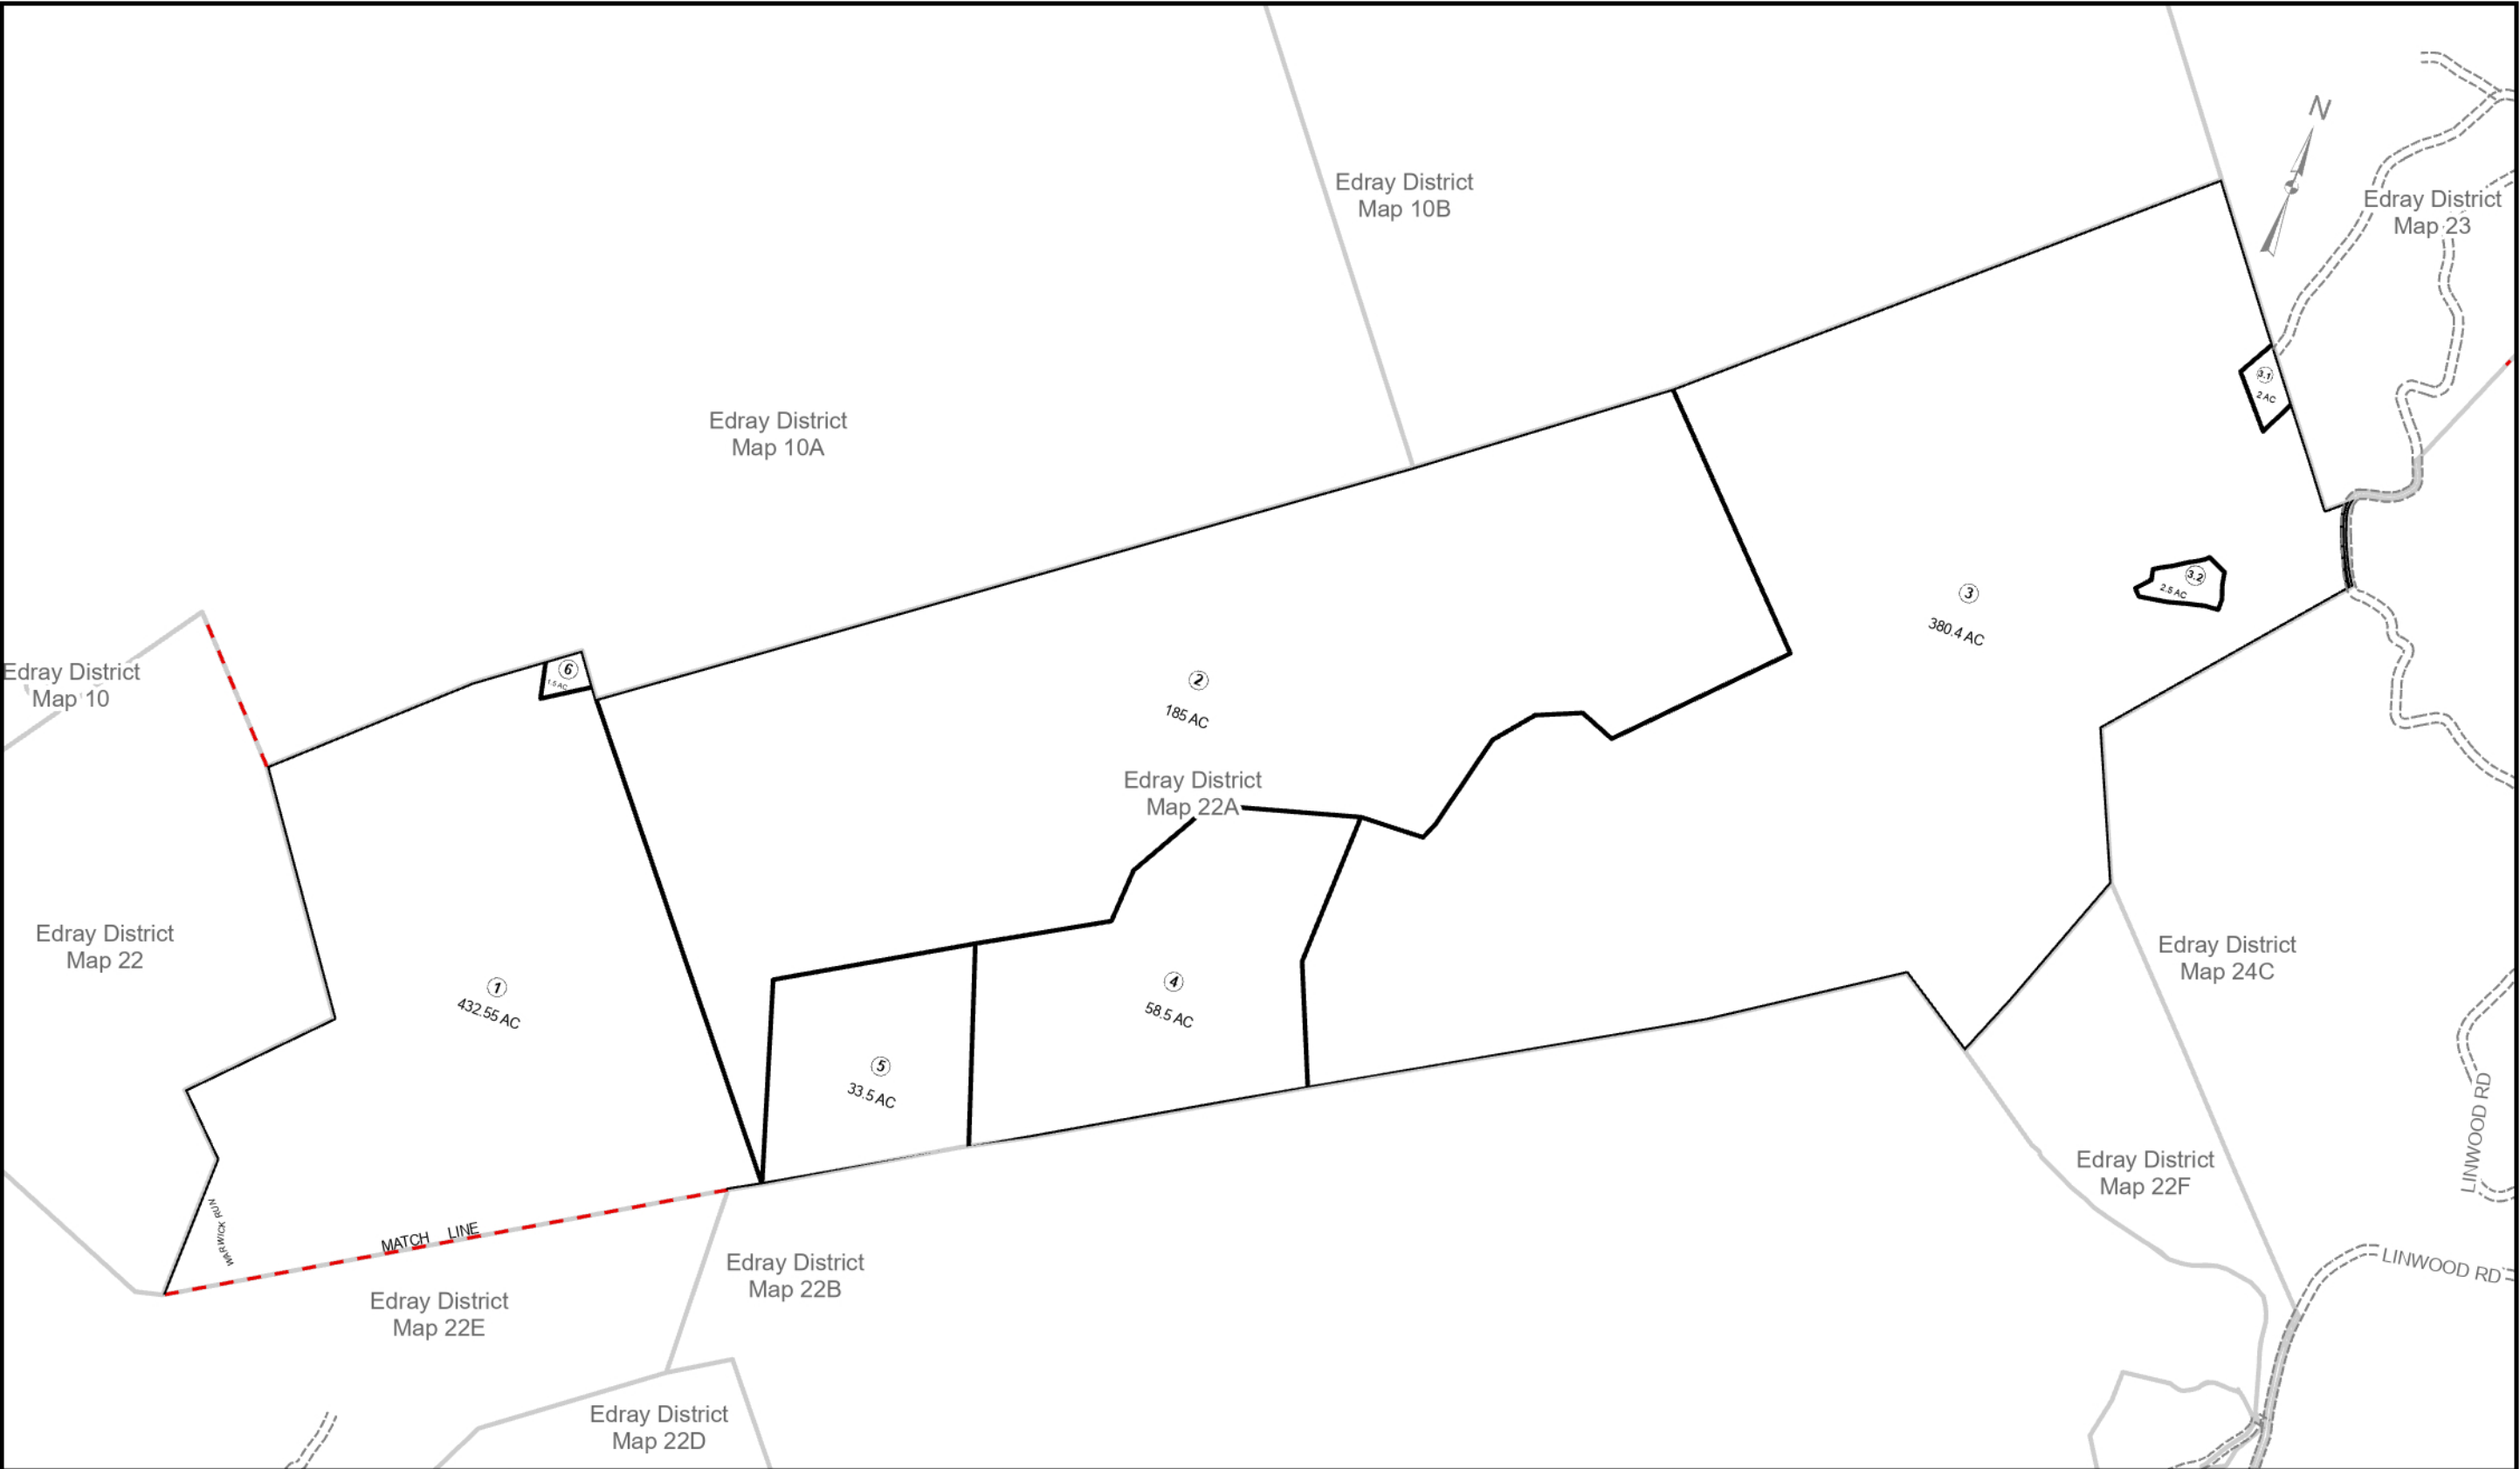 N
Edray District
Map 10B
Edray District
Map 23
3.1
2 AC
Edray District
Map 10A
3.2
2.5 AC
3
380.4 AC
Edray District
Map 10
6
1.5 AC
2
185 AC
Edray District
Map 22A
Edray District
Map 22
1
432.55 AC
4
58.5 AC
5
33.5 AC
Edray District
Map 24C
LINWOOD RD
Edray District
Map 22F
WARWICK RUN
MATCH LINE
Edray District
Map 22B
LINWOOD RD
Edray District
Map 22E
Edray District
Map 22D